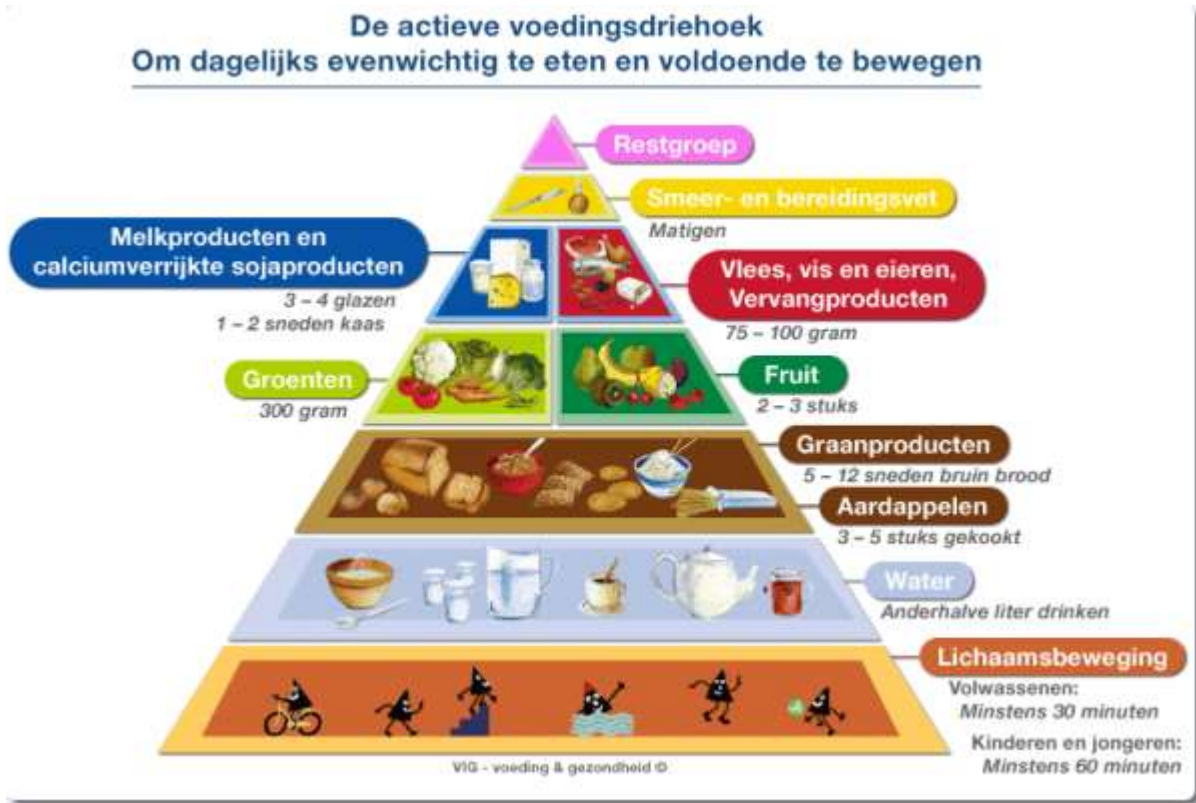 De actieve voedingsdriehoek
Om dagelijks evenwichtig te eten en voldoende te bewegen
Restgroep
Smeer- en bereidingsvet
Matigen
Melkproducten en
calciumverrijkte sojaproducten
3 – 4 glazen
1 – 2 sneden kaas
Vlees, vis en eieren,
Vervangproducten
75 – 100 gram
Groenten
300 gram
Fruit
2 – 3 stuks
Graanproducten
5 – 12 sneden bruin brood
Aardappelen
3 – 5 stuks gekookt
Water
Anderhalve liter drinken
Lichaamsbeweging
Volwassenen:
Minstens 30 minuten
Kinderen en jongeren:
Minstens 60 minuten
VIG - voeding & gezondheid ©